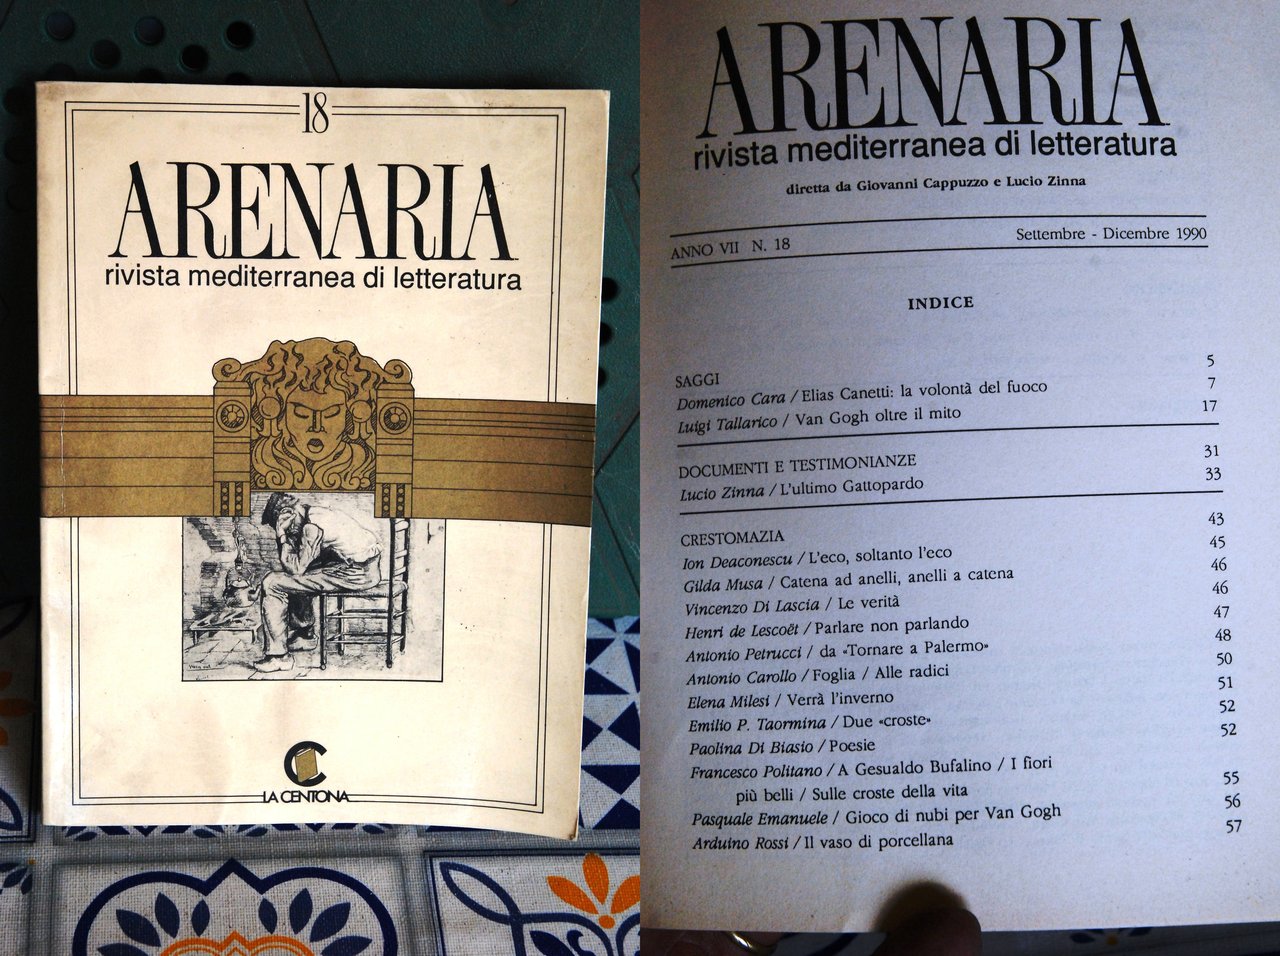 18
ARENARIA
rivista mediterranea di letteratura
LA CENTONA
ARENARIA
rivista mediterranea di letteratura
diretta da Giovanni Cappuzzo e Lucio Zinna
ANNO VII N. 18 Settembre - Dicembre 1990
INDICE
SAGGI 5
Domenico Cara / Elias Canetti: la volontà del fuoco 7
Luigi Tallarico / Van Gogh oltre il mito 17
DOCUMENTI E TESTIMONIANZE 31
Lucio Zinna / L'ultimo Gattopardo 33
CRESTOMAZIA 43
Ion Deaconescu / L'eco, soltanto l'eco 45
Gilda Musa / Catena ad anelli, anelli a catena 46
Vincenzo Di Lascia / Le verità 46
Henri de Lescoët / Parlare non parlando 47
Antonio Petrucci / da «Tornare a Palermo» 48
Antonio Carollo / Foglia / Alle radici 50
Elena Milesi / Verrà l'inverno 51
Emilio P. Taormina / Due «croste» 52
Paolina Di Biasio / Poesie 52
Francesco Politano / A Gesualdo Bufalino / I fiori
più belli / Sulle croste della vita 55
Pasquale Emanuele / Gioco di nubi per Van Gogh 56
Arduino Rossi / Il vaso di porcellana 57